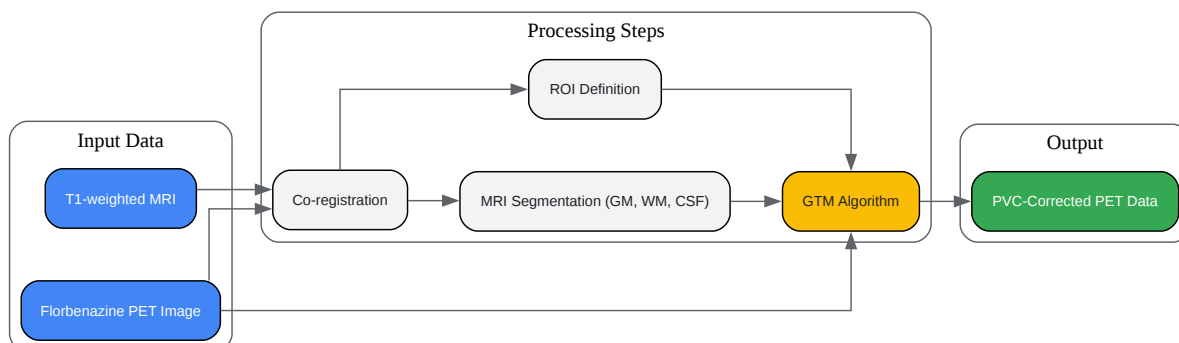 Processing Steps
ROI Definition
Input Data
T1-weighted MRI
Co-registration
MRI Segmentation (GM, WM, CSF)
GTM Algorithm
Output
PVC-Corrected PET Data
Florbenazine PET Image